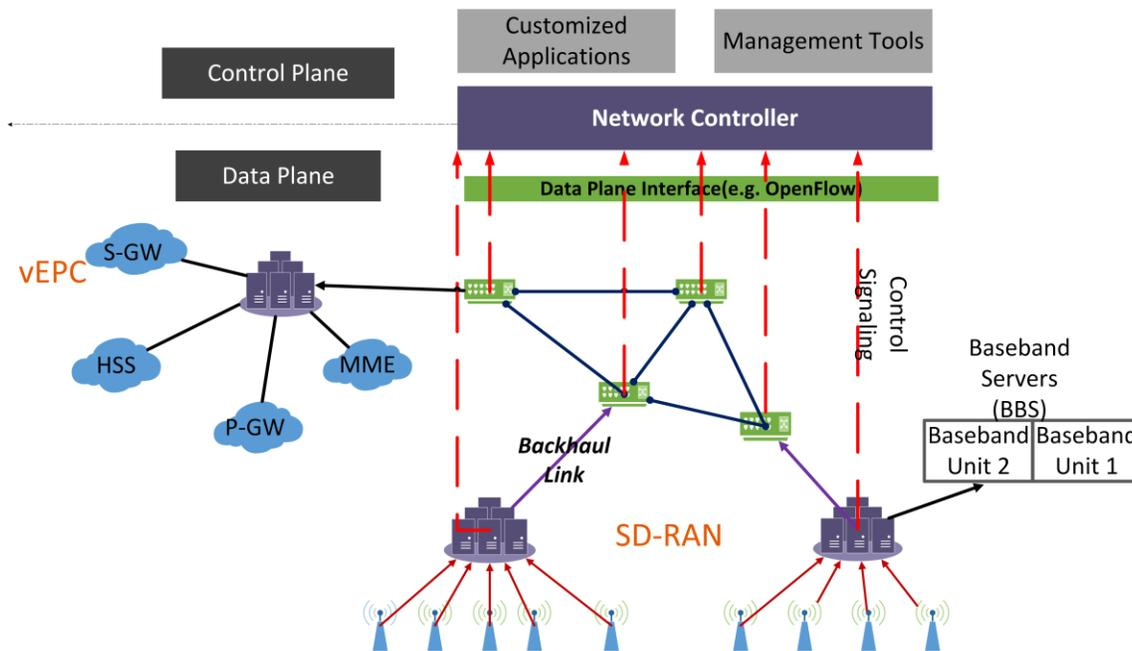 Customized
Applications
Management Tools
Control Plane
Network Controller
Data Plane
Data Plane Interface(e.g. OpenFlow)
S-GW
vEPC
HSS
MME
P-GW
Control
Signaling
Baseband
Servers
(BBS)
Baseband
Unit 2
Baseband
Unit 1
Backhaul
Link
SD-RAN